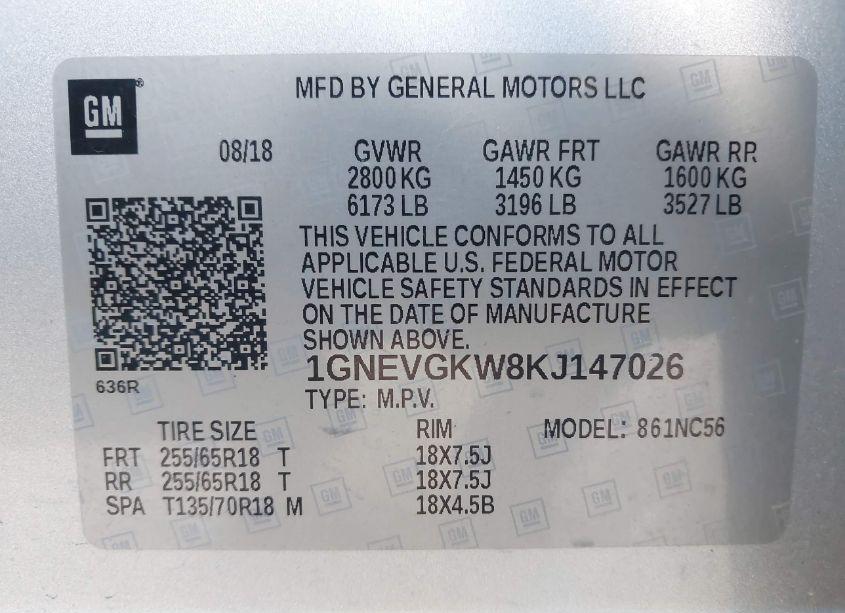 GM ®
MFD BY GENERAL MOTORS LLC
08/18 GVWR GAWR FRT GAWR RR
2800 KG 1450 KG 1600 KG
6173 LB 3196 LB 3527 LB
THIS VEHICLE CONFORMS TO ALL
APPLICABLE U.S. FEDERAL MOTOR
VEHICLE SAFETY STANDARDS IN EFFECT
ON THE DATE OF MANUFACTURE
SHOWN ABOVE.
1GNEVGKW8KJ147026
636R
TYPE: M.P.V.
TIRE SIZE RIM MODEL: 861NC56
FRT 255/65R18 T 18X7.5J
RR 255/65R18 T 18X7.5J
SPA T135/70R18 M 18X4.5B